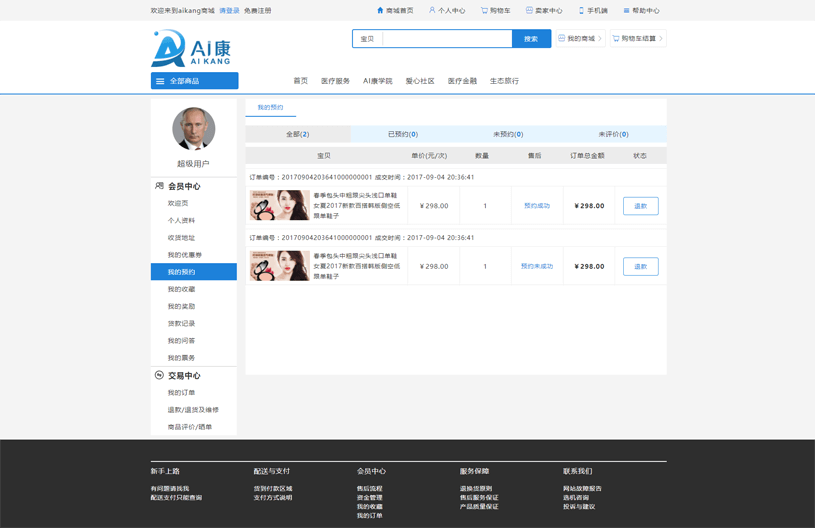 欢迎来到aikang商城 请登录 免费注册
商城首页 个人中心 购物车 卖家中心 手机端 帮助中心
Ai康
AI KANG
宝贝 搜索 我的商城 购物车结算
全部商品 首页 医疗服务 AI康学院 爱心社区 医疗金融 生态旅行
超级用户
会员中心
欢迎页
个人资料
收货地址
我的优惠券
我的预约
我的收藏
我的奖励
贷款记录
我的问答
我的票务
交易中心
我的订单
退款/退货及维修
商品评价/晒单
我的预约
全部(2) 已预约(0) 未预约(0) 未评价(0)
宝贝 单价(元/次) 数量 售后 订单总金额 状态
订单编号：20170904203641000000001 成交时间：2017-09-04 20:36:41
春季包头中粗跟尖头浅口单鞋
女夏2017新款百搭韩版侧空低
跟单鞋子
￥298.00 1 预约成功 ￥298.00 退款
订单编号：20170904203641000000001 成交时间：2017-09-04 20:36:41
春季包头中粗跟尖头浅口单鞋
女夏2017新款百搭韩版侧空低
跟单鞋子
￥298.00 1 预约未成功 ￥298.00 退款
新手上路
有问题请找我
配送支付只能查询
配送与支付
货到付款区域
支付方式说明
会员中心
售后流程
资金管理
我的收藏
我的订单
服务保障
退换货原则
售后服务保证
产品质量保证
联系我们
网站故障报告
选机咨询
投诉与建议